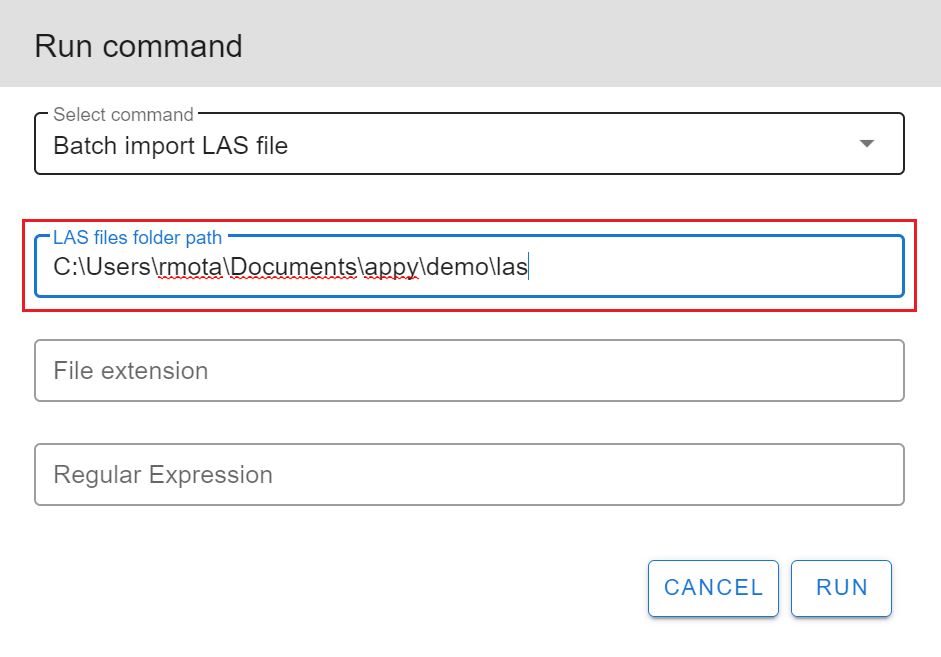 Run command
Select command
Batch import LAS file
LAS files folder path
C:\Users\rmota\Documents\appy\demo\las
File extension
Regular Expression
CANCEL RUN